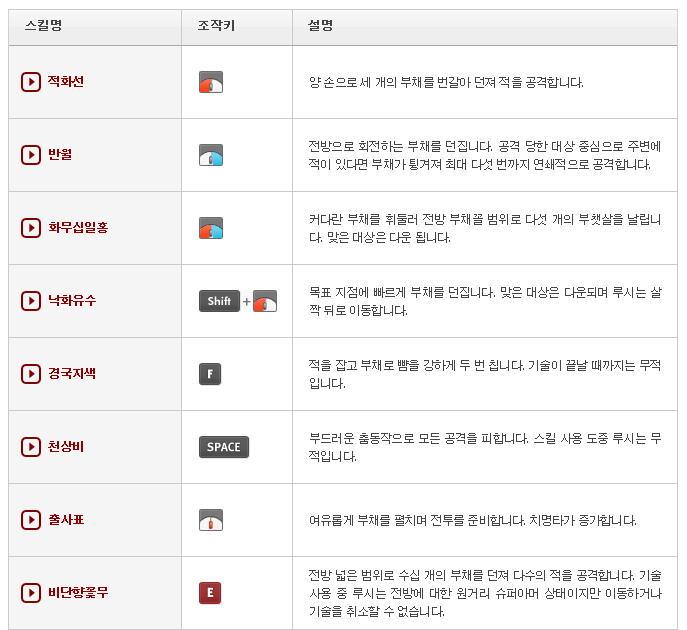 스킬명 조작키 설명
적화선 양 손으로 세 개의 부채를 번갈아 던져 적을 공격합니다.
반월 전방으로 회전하는 부채를 던집니다. 공격 당한 대상 중심으로 주변에
적이 있다면 부채가 튕겨져 최대 다섯 번까지 연쇄적으로 공격합니다.
화무십일홍 커다란 부채를 휘둘러 전방 부채꼴 범위로 다섯 개의 부챗살을 날립니
다. 맞은 대상은 다운 됩니다.
낙화유수 Shift + 목표 지점에 빠르게 부채를 던집니다. 맞은 대상은 다운되며 루시는 살
짝 뒤로 이동합니다.
경국지색 F 적을 잡고 부채로 뺨을 강하게 두 번 칩니다. 기술이 끝날 때까지는 무적
입니다.
천상비 SPACE 부드러운 춤동작으로 모든 공격을 피합니다. 스킬 사용 도중 루시는 무
적입니다.
출사표 여유롭게 부채를 펼치며 전투를 준비합니다. 치명타가 증가합니다.
비단향꽃무 E 전방 넓은 범위로 수십 개의 부채를 던져 다수의 적을 공격합니다. 기술
사용 중 루시는 전방에 대한 원거리 슈퍼아머 상태이지만 이동하거나
기술을 취소할 수 없습니다.